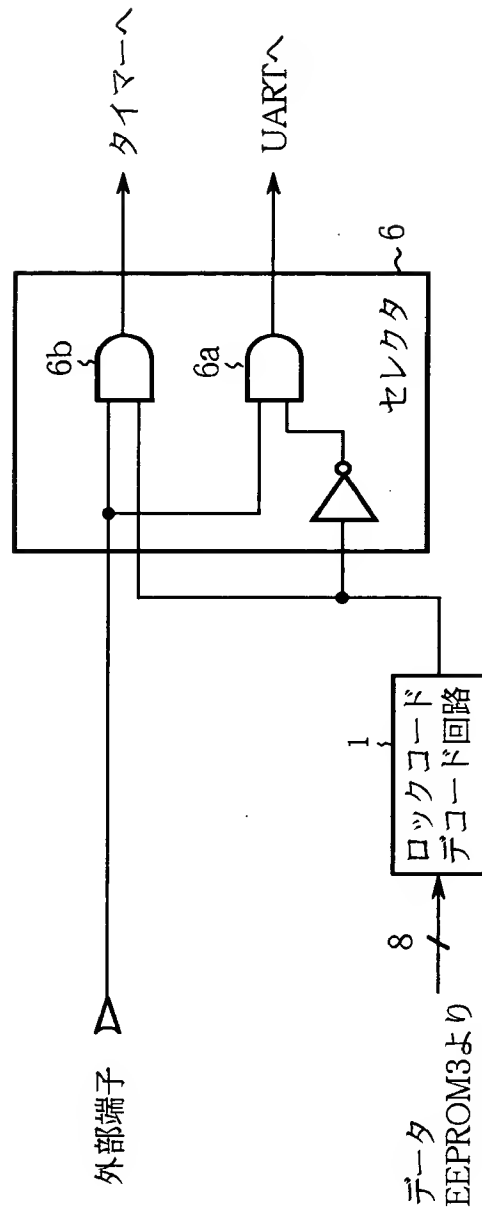 外部端子
タイマーへ
UARTへ
6b
6a
6
セレクタ
1
ロックコード
デコード回路
8
データ
EEPROM3より